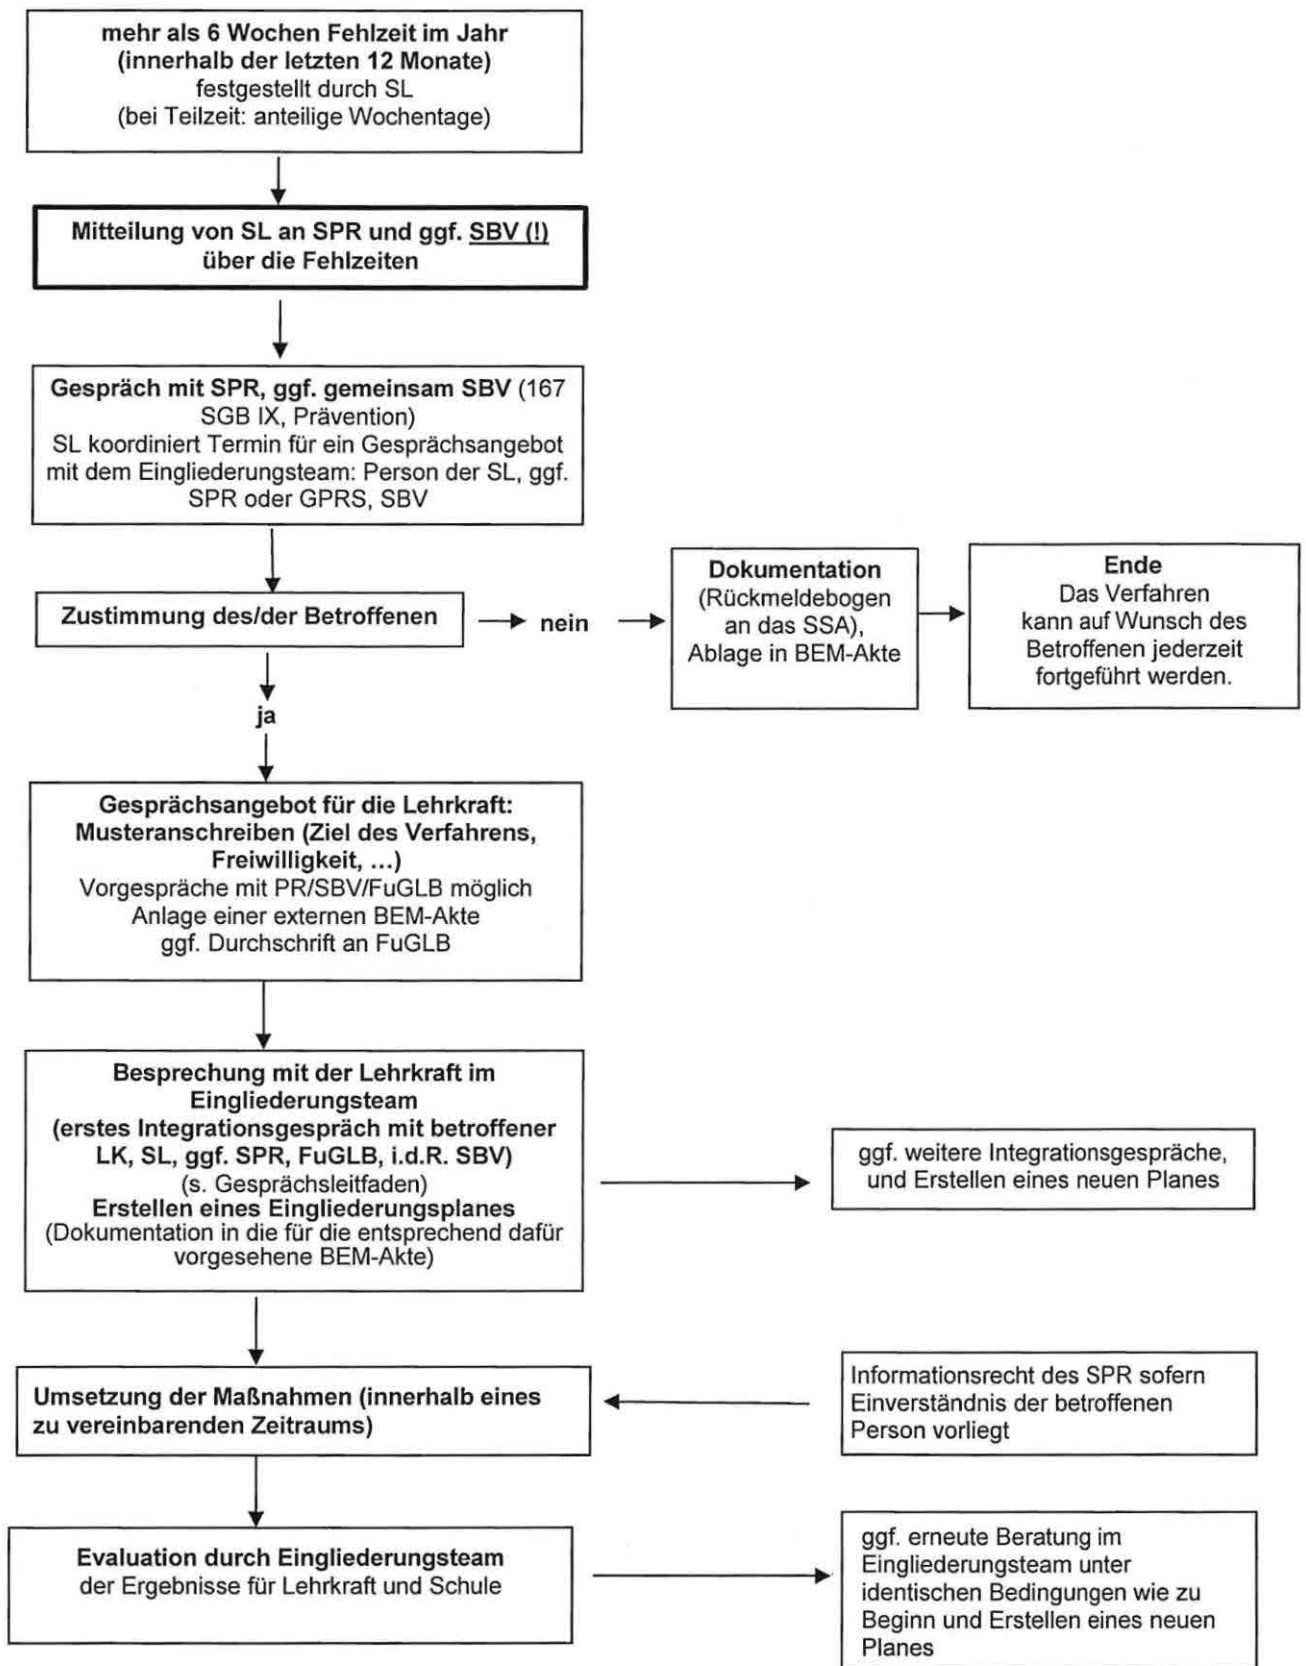 mehr als 6 Wochen Fehlzeit im Jahr
(innerhalb der letzten 12 Monate)
festgestellt durch SL
(bei Teilzeit: anteilige Wochentage)
Mitteilung von SL an SPR und ggf. SBV (!)
über die Fehlzeiten
Gespräch mit SPR, ggf. gemeinsam SBV (167
SGB IX, Prävention)
SL koordiniert Termin für ein Gesprächsangebot
mit dem Eingliederungsteam: Person der SL, ggf.
SPR oder GPRS, SBV
Zustimmung des/der Betroffenen
nein
Dokumentation
(Rückmeldebogen
an das SSA),
Ablage in BEM-Akte
Ende
Das Verfahren
kann auf Wunsch des
Betroffenen jederzeit
fortgeführt werden.
ja
Gesprächsangebot für die Lehrkraft:
Musteranschreiben (Ziel des Verfahrens,
Freiwilligkeit, ...)
Vorgespräche mit PR/SBV/FuGLB möglich
Anlage einer externen BEM-Akte
ggf. Durchschrift an FuGLB
Besprechung mit der Lehrkraft im
Eingliederungsteam
(erstes Integrationsgespräch mit betroffener
LK, SL, ggf. SPR, FuGLB, i.d.R. SBV)
(s. Gesprächsleitfaden)
Erstellen eines Eingliederungsplanes
(Dokumentation in die für die entsprechend dafür
vorgesehene BEM-Akte)
ggf. weitere Integrationsgespräche,
und Erstellen eines neuen Planes
Umsetzung der Maßnahmen (innerhalb eines
zu vereinbarenden Zeitraums)
Informationsrecht des SPR sofern
Einverständnis der betroffenen
Person vorliegt
Evaluation durch Eingliederungsteam
der Ergebnisse für Lehrkraft und Schule
ggf. erneute Beratung im
Eingliederungsteam unter
identischen Bedingungen wie zu
Beginn und Erstellen eines neuen
Planes